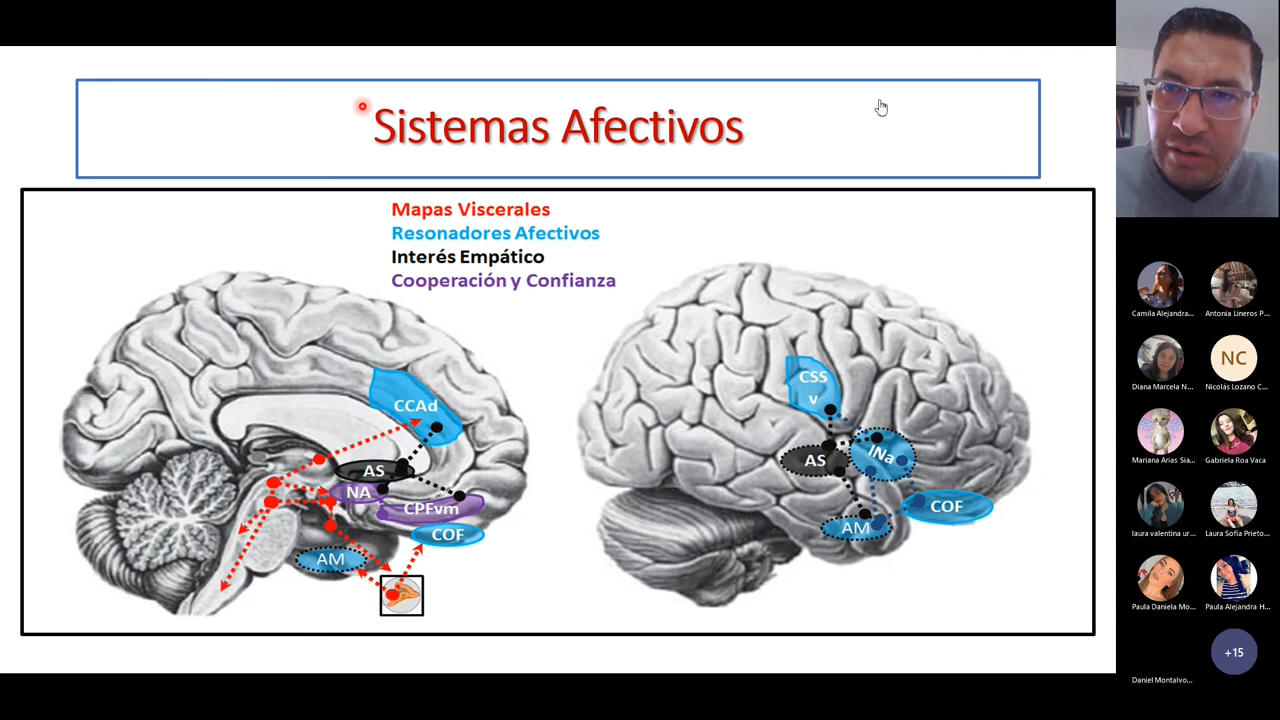 Sistemas Afectivos
Mapas Viscerales
Resonadores Afectivos
Interés Empático
Cooperación y Confianza
CCAd
AS
NA
CPFvm
COF
AM
CSS
v
AS
INa
AM
COF
Camila Alejandra...
Antonia Lineros P...
Diana Marcela N...
NC
Nicolás Lozano C...
Mariana Arias Sia...
Gabriela Roa Vaca
laura valentina ur...
Laura Sofía Prieto...
Paula Daniela Mo...
Paula Alejandra H...
+15
Daniel Montalvo...